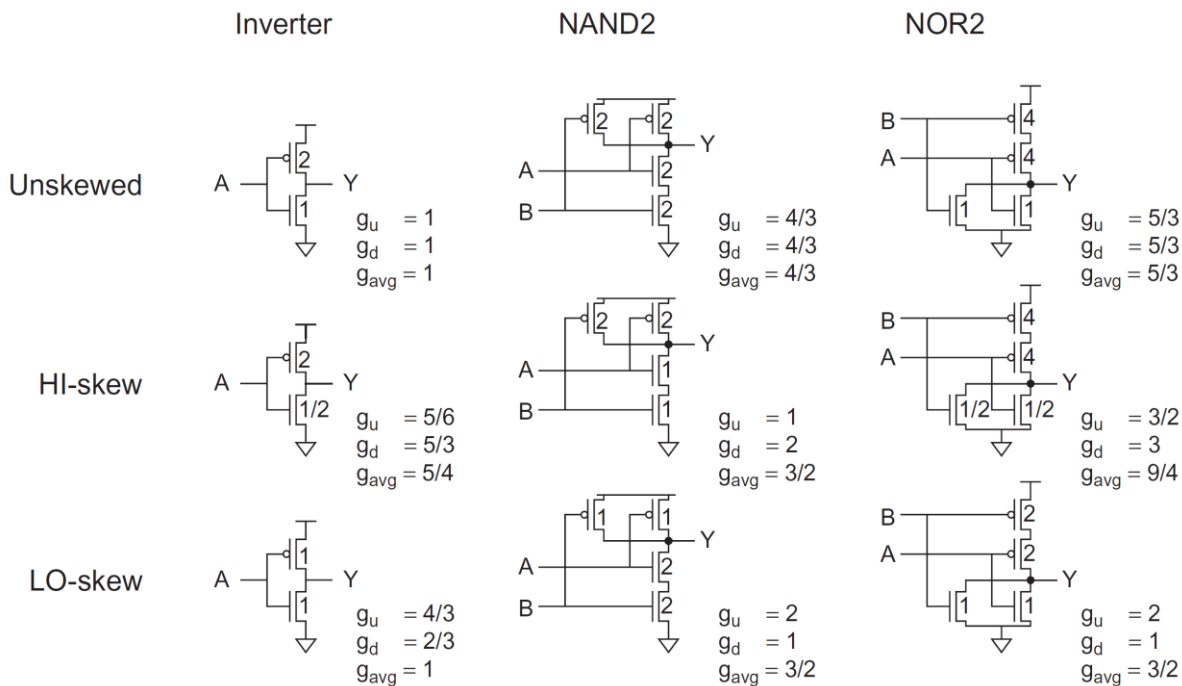 Inverter NAND2 NOR2
Unskewed
A 2 1 Y
g_u = 1
g_d = 1
g_avg = 1
2 2 Y
A 2
B 2
g_u = 4/3
g_d = 4/3
g_avg = 4/3
B 4
A 4
1 1 Y
g_u = 5/3
g_d = 5/3
g_avg = 5/3
HI-skew
A 2 1/2 Y
g_u = 5/6
g_d = 5/3
g_avg = 5/4
2 2 Y
A 1
B 1
g_u = 1
g_d = 2
g_avg = 3/2
B 4
A 4
1/2 1/2 Y
g_u = 3/2
g_d = 3
g_avg = 9/4
LO-skew
A 1 1 Y
g_u = 4/3
g_d = 2/3
g_avg = 1
1 1 Y
A 2
B 2
g_u = 2
g_d = 1
g_avg = 3/2
B 2
A 2
1 1 Y
g_u = 2
g_d = 1
g_avg = 3/2